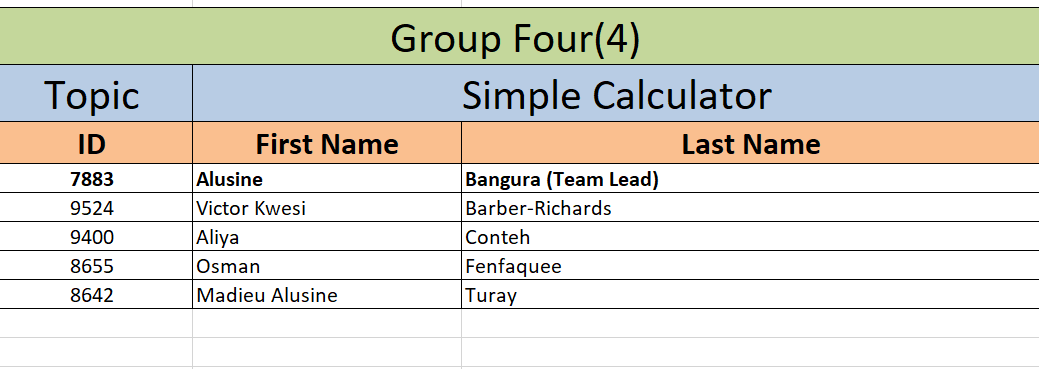 Group Four(4)
Topic Simple Calculator
ID First Name Last Name
7883 Alusine Bangura (Team Lead)
9524 Victor Kwesi Barber-Richards
9400 Aliya Conteh
8655 Osman Fenfaquee
8642 Madieu Alusine Turay